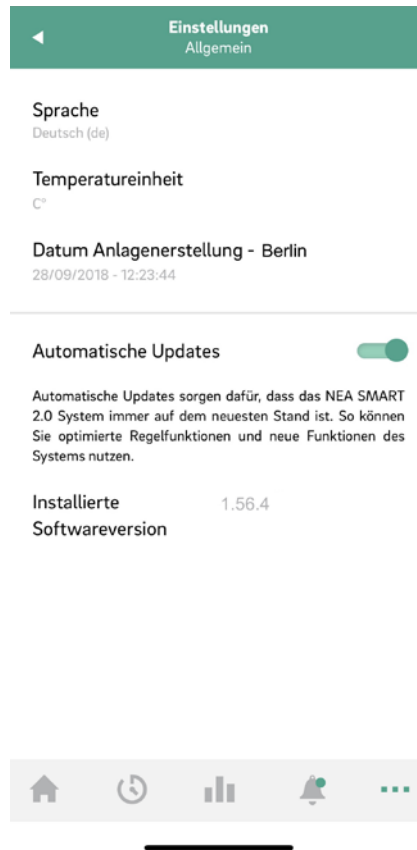 Einstellungen
Allgemein
Sprache
Deutsch (de)
Temperatureinheit
C°
Datum Anlagenerstellung - Berlin
28/09/2018 - 12:23:44
Automatische Updates
Automatische Updates sorgen dafür, dass das NEA SMART
2.0 System immer auf dem neuesten Stand ist. So können
Sie optimierte Regelfunktionen und neue Funktionen des
Systems nutzen.
Installierte 1.56.4
Softwareversion